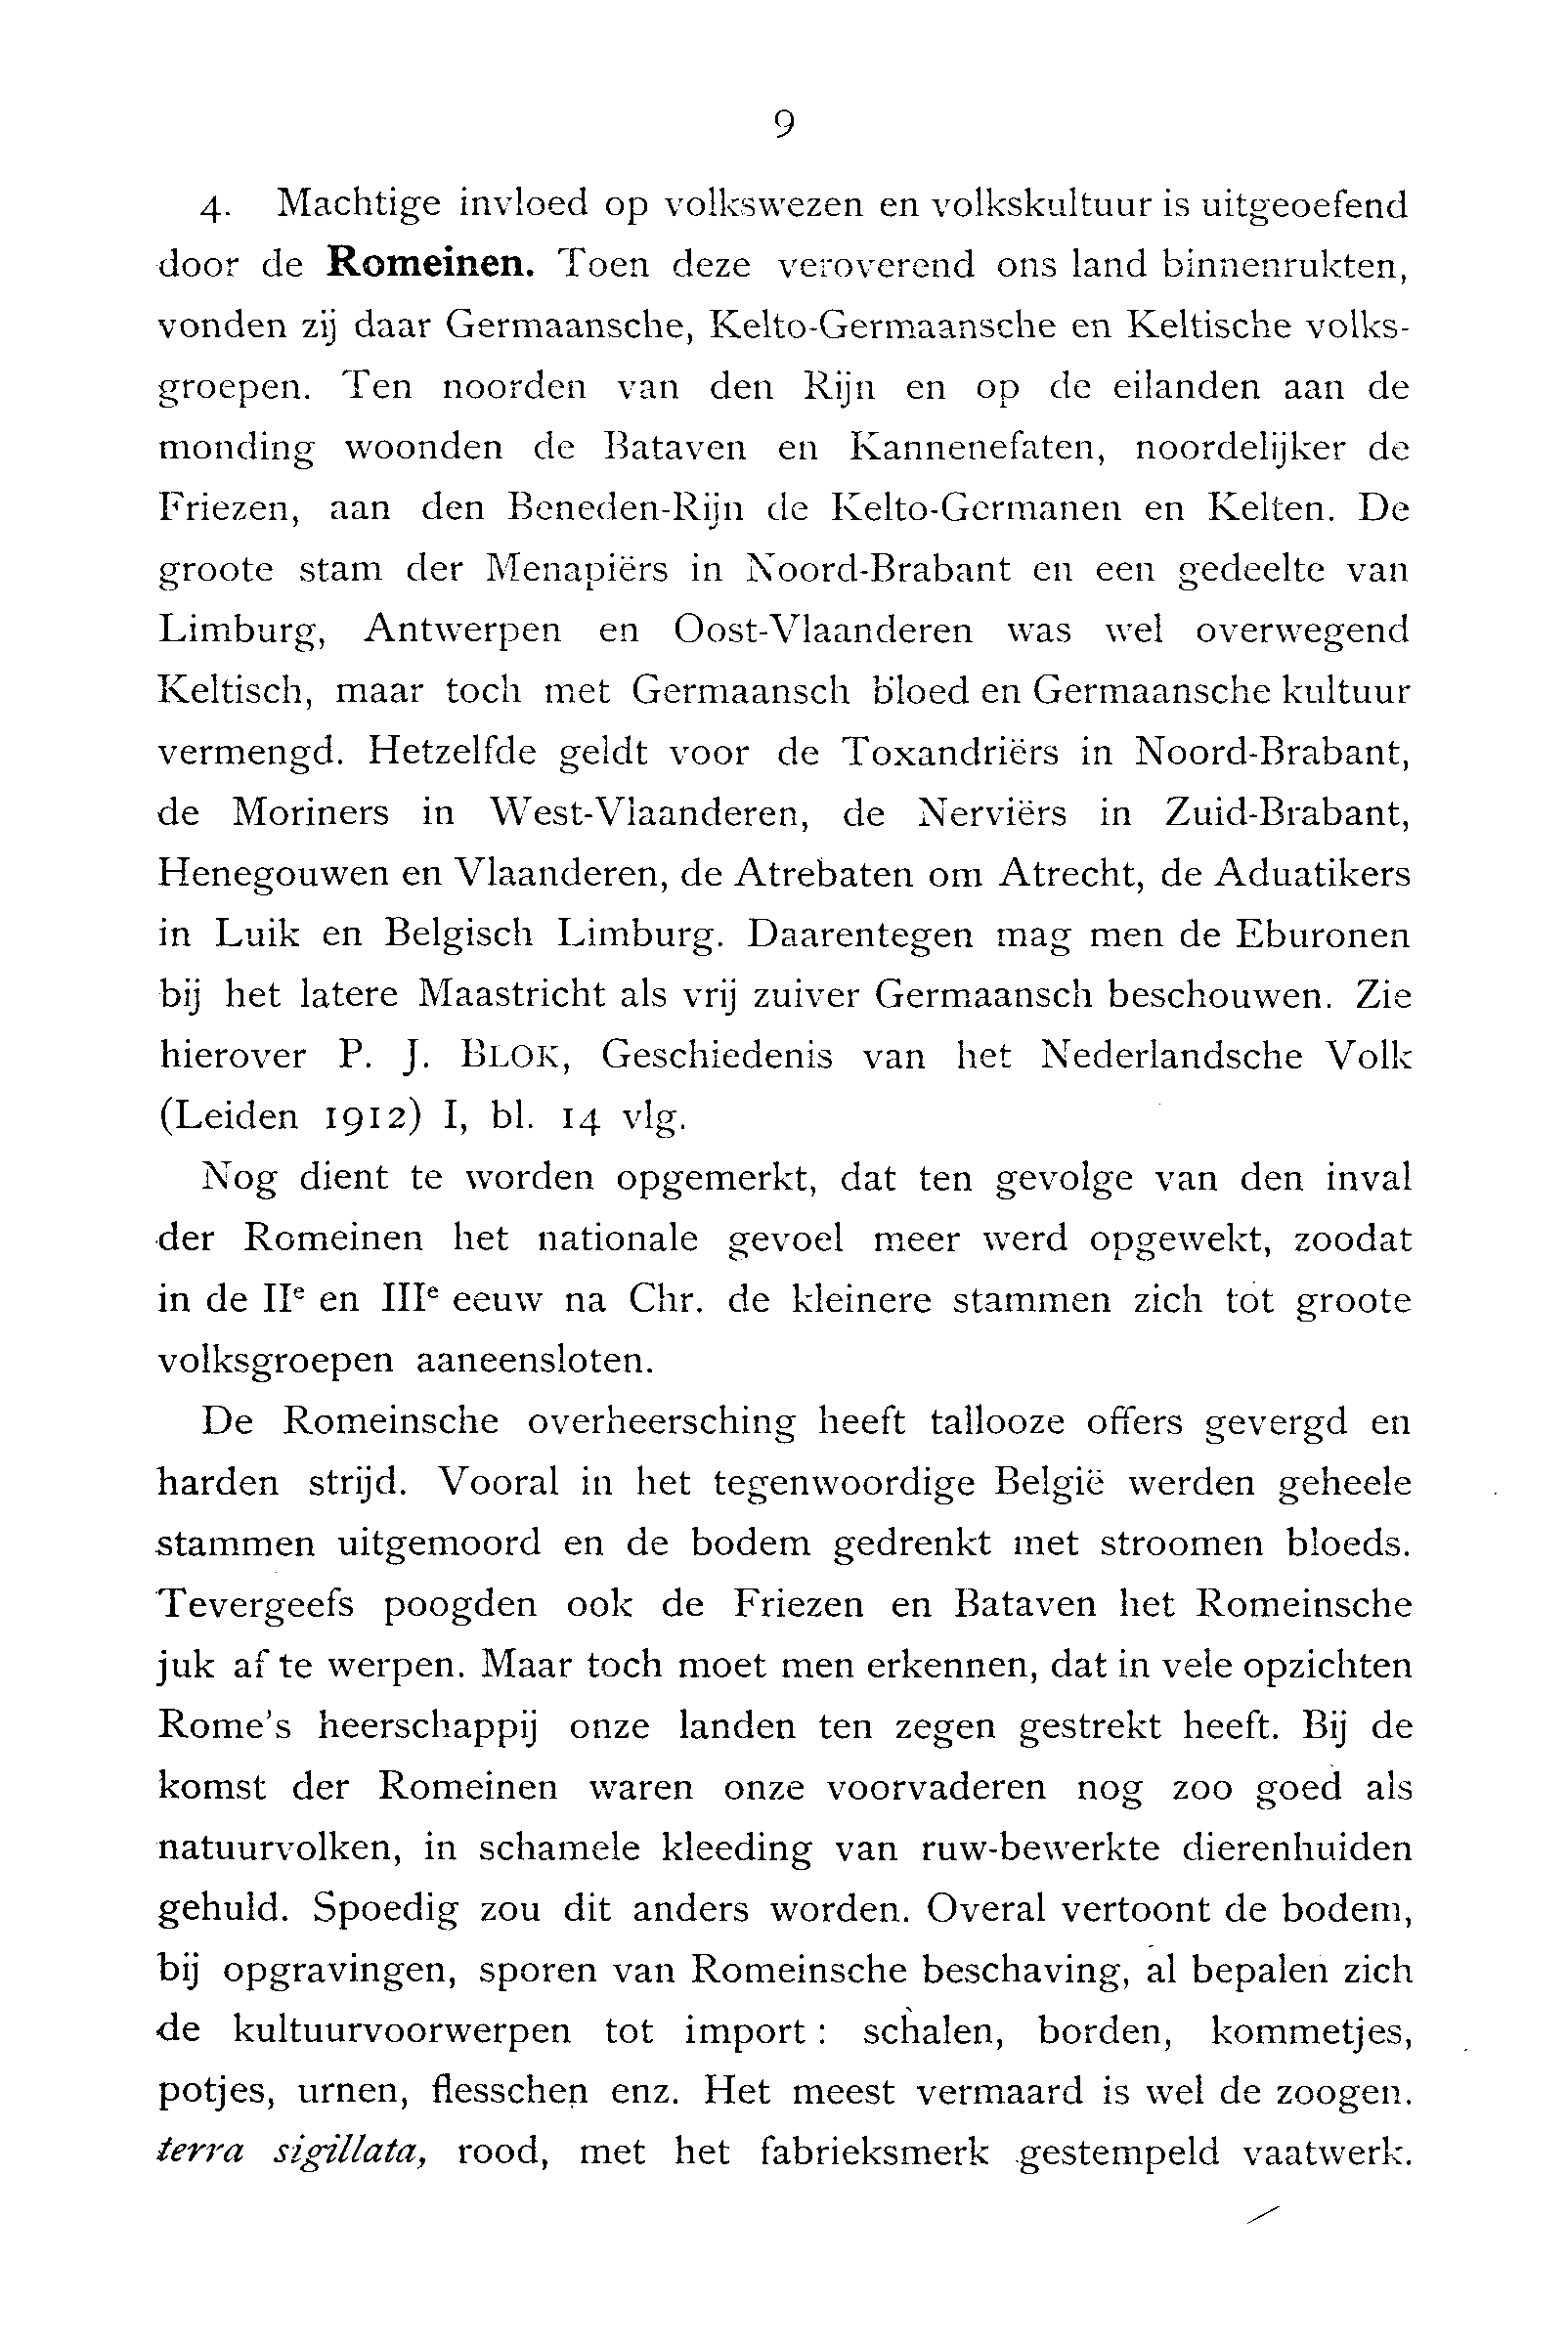 9
4. Machtige invloed op volkswezen en volkskultuur is uitgeoefend
door de Romeinen. Toen deze veroverend ons land binnenrukten,
vonden zij daar Germaansche, Kelto-Germaansche en Keltische volks-
groepen. Ten noorden van den Rijn en op de eilanden aan de
monding woonden de Bataven en Kannenefaten, noordelijker de
Friezen, aan den Beneden-Rijn de Kelto-Germanen en Kelten. De
groote stam der Menapiërs in Noord-Brabant en een gedeelte van
Limburg, Antwerpen en Oost-Vlaanderen was wel overwegend
Keltisch, maar toch met Germaansch bloed en Germaansche kultuur
vermengd. Hetzelfde geldt voor de Toxandriërs in Noord-Brabant,
de Moriners in West-Vlaanderen, de Nerviërs in Zuid-Brabant,
Henegouwen en Vlaanderen, de Atrebaten om Atrecht, de Aduatikers
in Luik en Belgisch Limburg. Daarentegen mag men de Eburonen
bij het latere Maastricht als vrij zuiver Germaansch beschouwen. Zie
hierover P. J. BLOK, Geschiedenis van het Nederlandsche Volk
(Leiden 1912) I, bl. 14 vlg.
Nog dient te worden opgemerkt, dat ten gevolge van den inval
der Romeinen het nationale gevoel meer werd opgewekt, zoodat
in de IIe en IIIe eeuw na Chr. de kleinere stammen zich tot groote
volksgroepen aaneensloten.
De Romeinsche overheersching heeft tallooze offers gevergd en
harden strijd. Vooral in het tegenwoordige België werden geheele
stammen uitgemoord en de bodem gedrenkt met stroomen bloeds.
Tevergeefs poogden ook de Friezen en Bataven het Romeinsche
juk af te werpen. Maar toch moet men erkennen, dat in vele opzichten
Rome's heerschappij onze landen ten zegen gestrekt heeft. Bij de
komst der Romeinen waren onze voorvaderen nog zoo goed als
natuurvolken, in schamele kleeding van ruw-bewerkte dierenhuiden
gehuld. Spoedig zou dit anders worden. Overal vertoont de bodem,
bij opgravingen, sporen van Romeinsche beschaving, al bepalen zich
de kultuurvoorwerpen tot import: schalen, borden, kommetjes,
potjes, urnen, flesschen enz. Het meest vermaard is wel de zoogen.
terra sigillata, rood, met het fabrieksmerk gestempeld vaatwerk.